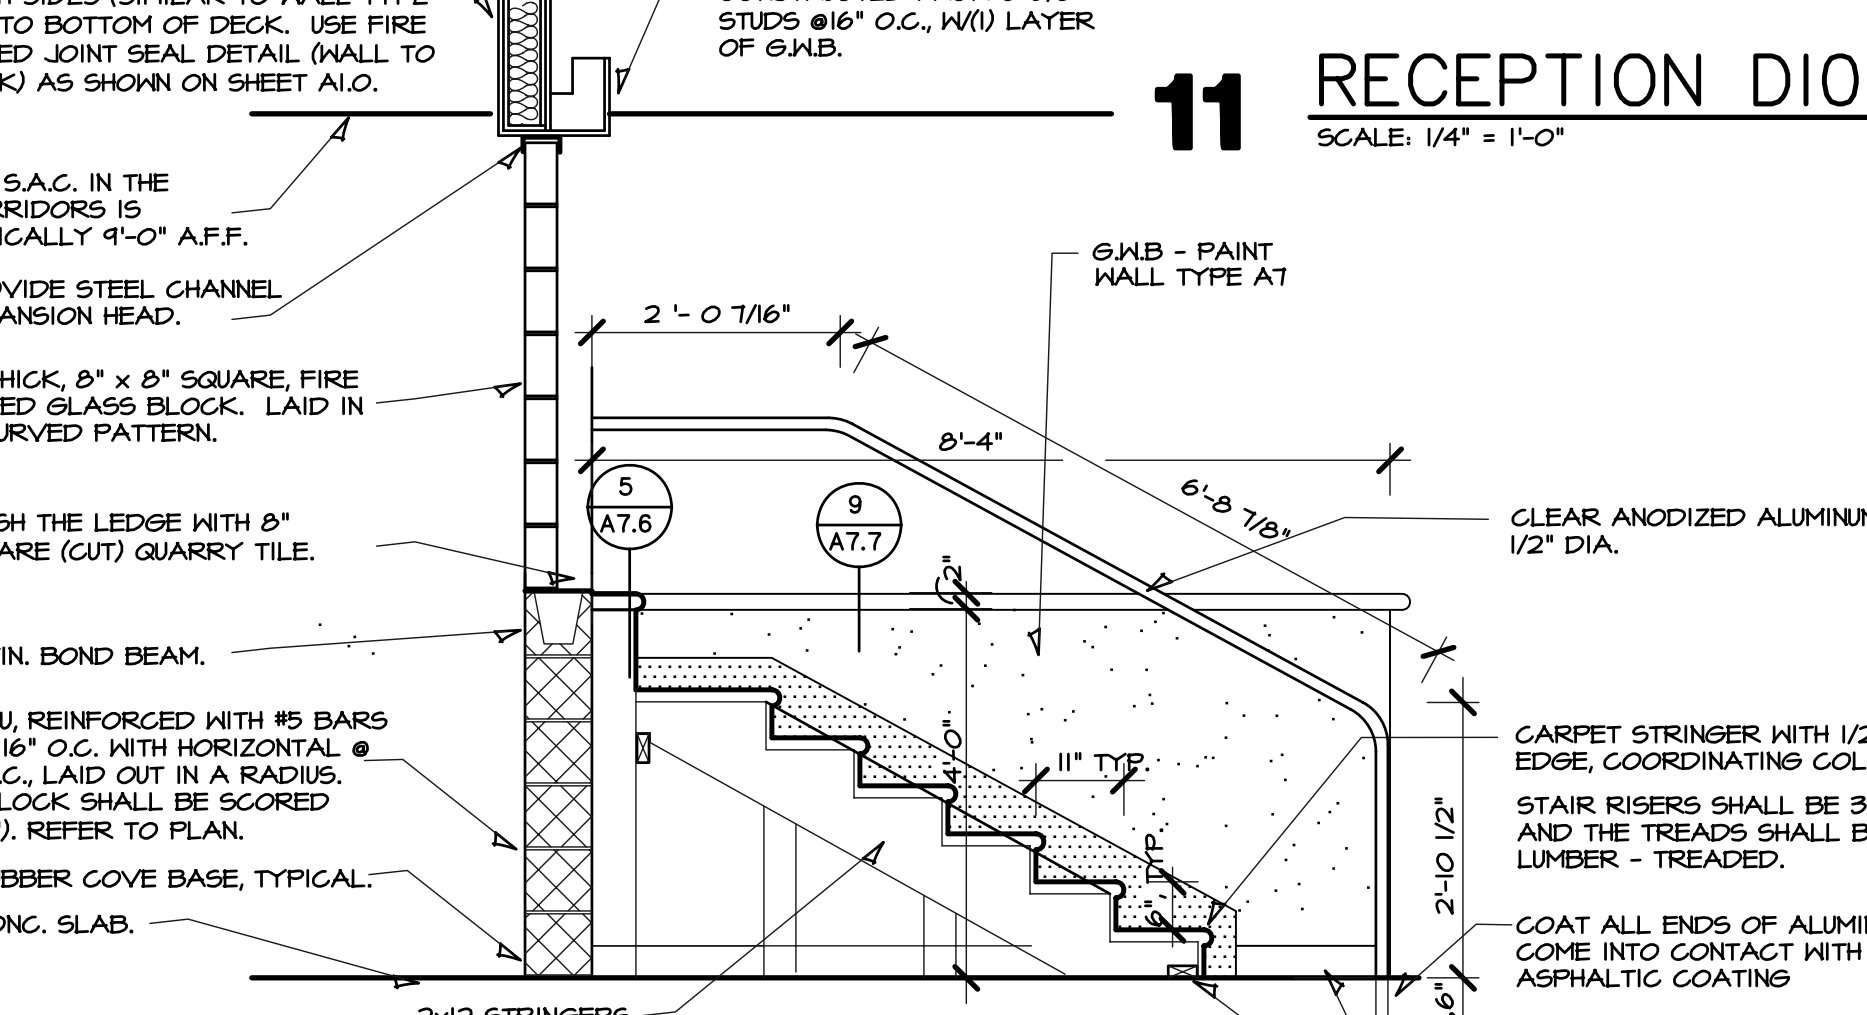 TO BOTTOM OF DECK. USE FIRE
ED JOINT SEAL DETAIL (WALL TO
K) AS SHOWN ON SHEET A1.0.
STUDS @16" O.C., W/(1) LAYER
OF G.W.B.
11
RECEPTION DIO
SCALE: 1/4" = 1'-0"
S.A.C. IN THE
RRIDORS IS
ICALLY 9'-0" A.F.F.
OVIDE STEEL CHANNEL
ANSION HEAD.
HICK, 8" x 8" SQUARE, FIRE
ED GLASS BLOCK. LAID IN
URVED PATTERN.
SH THE LEDGE WITH 8"
ARE (CUT) QUARRY TILE.
IN. BOND BEAM.
U, REINFORCED WITH #5 BARS
16" O.C. WITH HORIZONTAL @
.C., LAID OUT IN A RADIUS.
LOCK SHALL BE SCORED
"). REFER TO PLAN.
BBER COVE BASE, TYPICAL.
ONC. SLAB.
2x12 STRINGERS
G.W.B - PAINT
WALL TYPE A7
2'- 0 7/16"
8'-4"
6'-8 7/8"
5
A7.6
9
A7.7
2"
4'-0"
11" TYP.
6" TYP.
2'-10 1/2"
6"
CLEAR ANODIZED ALUMINUM
1/2" DIA.
CARPET STRINGER WITH 1/2
EDGE, COORDINATING COL
STAIR RISERS SHALL BE 3
AND THE TREADS SHALL B
LUMBER - TREADED.
COAT ALL ENDS OF ALUMI
COME INTO CONTACT WITH
ASPHALTIC COATING